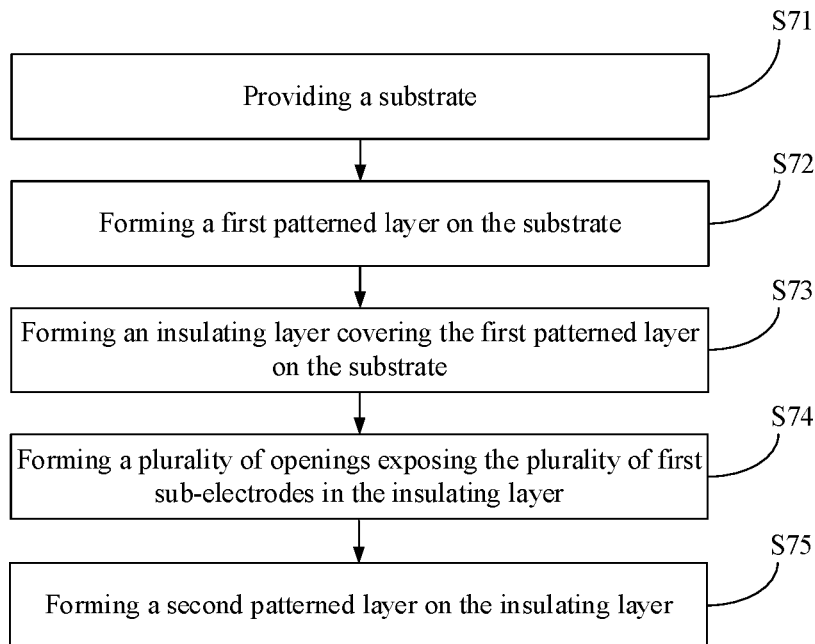 S71
Providing a substrate
S72
Forming a first patterned layer on the substrate
S73
Forming an insulating layer covering the first patterned layer
on the substrate
S74
Forming a plurality of openings exposing the plurality of first
sub-electrodes in the insulating layer
S75
Forming a second patterned layer on the insulating layer